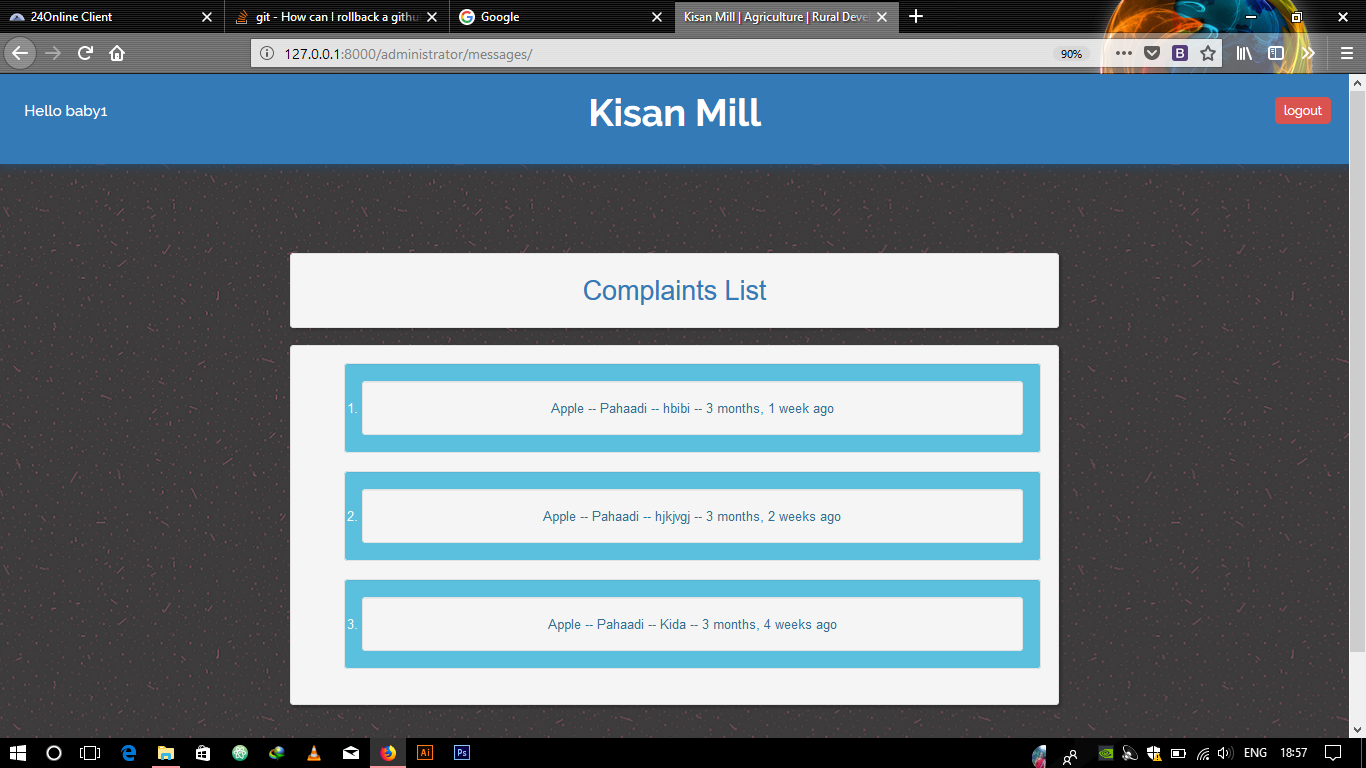 24Online Client
git - How can I rollback a githu
Google
Kisan Mill | Agriculture | Rural Deve
127.0.0.1:8000/administrator/messages/
90%
B
Hello baby1
Kisan Mill
logout
Complaints List
1. Apple -- Pahaadi -- hbibi -- 3 months, 1 week ago
2. Apple -- Pahaadi -- hjkjvgj -- 3 months, 2 weeks ago
3. Apple -- Pahaadi -- Kida -- 3 months, 4 weeks ago
Ai
Ps
ENG
18:57